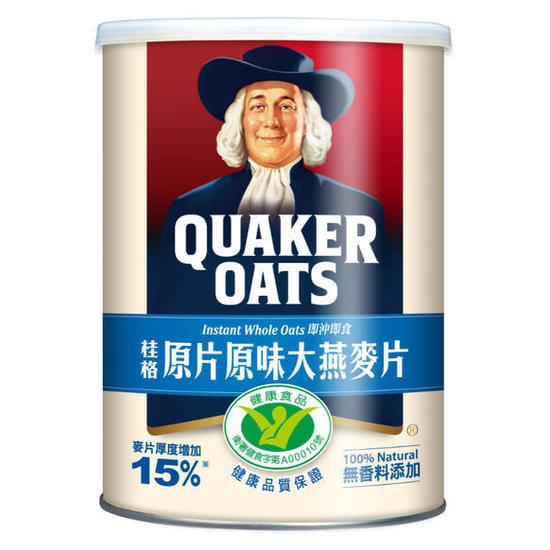 QUAKER
OATS
Instant Whole Oats 即沖即食
桂格
原片原味大燕麥片
健康食品
衛署健食字第A00010號
健康品質保證
麥片厚度增加
15%※
®
100% Natural
無香料添加